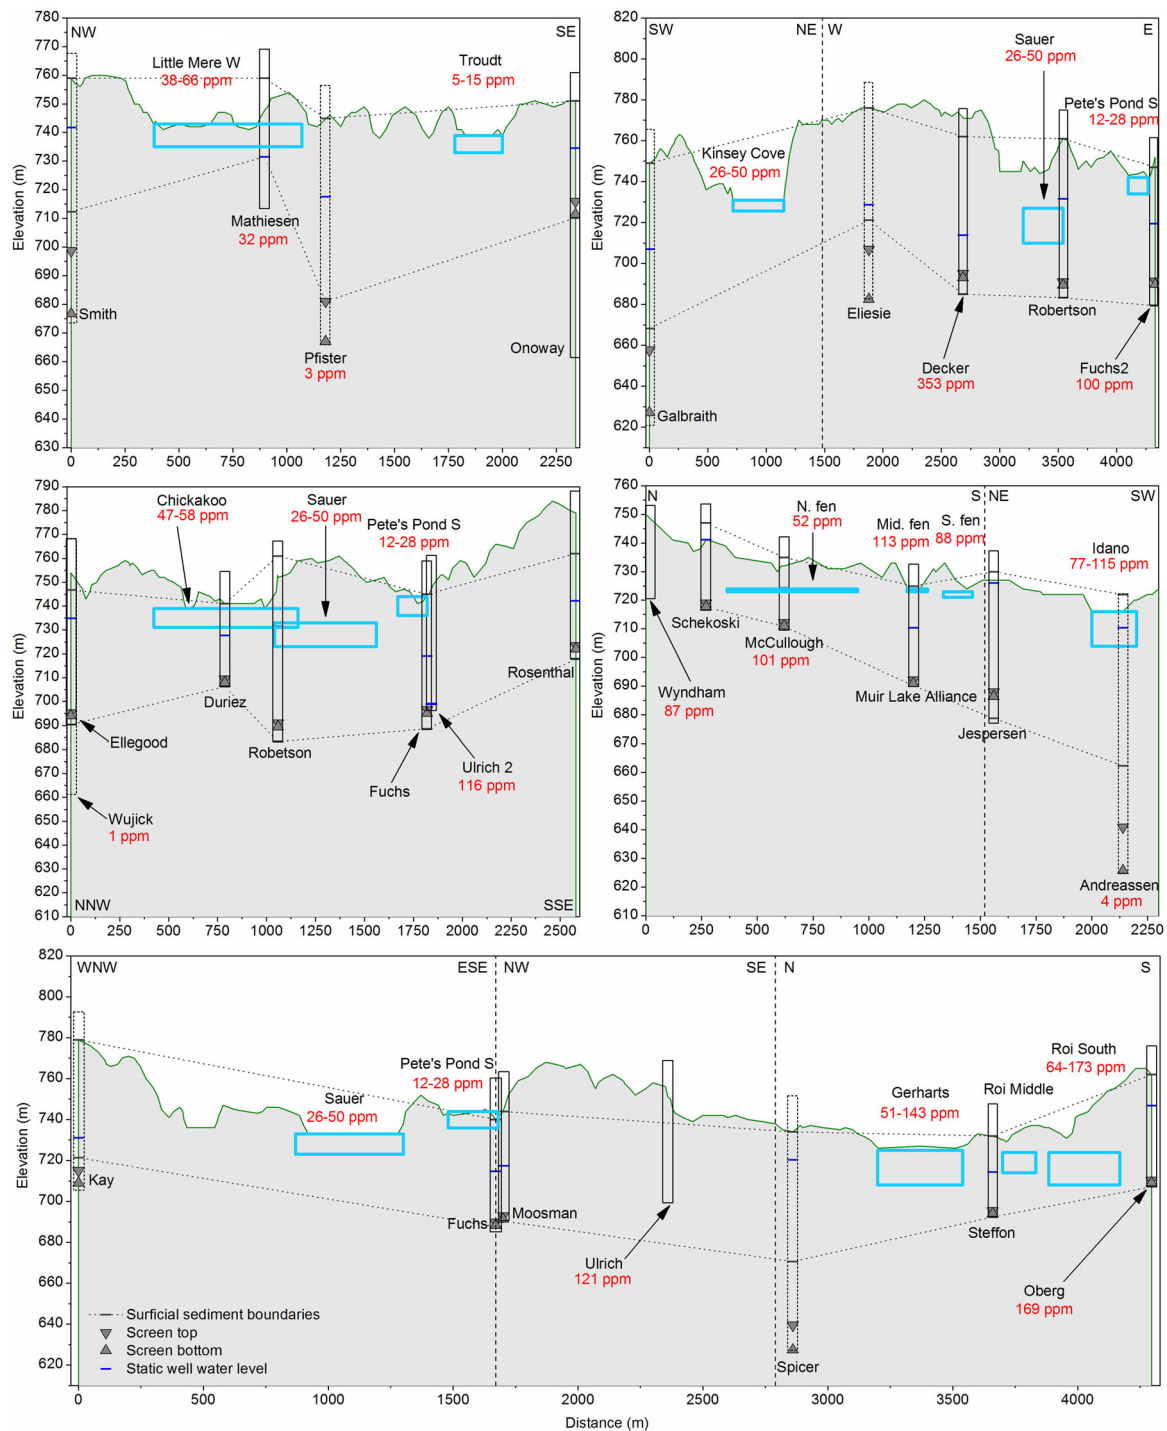 NW
SE
Little Mere W
38-66 ppm
Troudt
5-15 ppm
Mathiesen
32 ppm
Smith
Pfister
3 ppm
Onoway
Elevation (m)
780
770
760
750
740
730
720
710
700
690
680
670
660
650
640
630
0 250 500 750 1000 1250 1500 1750 2000 2250
SW
NE
W
E
Sauer
26-50 ppm
Pete's Pond S
12-28 ppm
Kinsey Cove
26-50 ppm
Eliesie
Robertson
Decker
353 ppm
Fuchs2
100 ppm
Galbraith
Elevation (m)
820
800
780
760
740
720
700
680
660
640
620
0 500 1000 1500 2000 2500 3000 3500 4000
Chickakoo
47-58 ppm
Sauer
26-50 ppm
Pete's Pond S
12-28 ppm
Duriez
Rosenthal
Ellegood
Robetson
Fuchs
Ulrich 2
116 ppm
Wujick
1 ppm
NNW
SSE
Elevation (m)
790
780
770
760
750
740
730
720
710
700
690
680
670
660
650
640
630
620
610
0 250 500 750 1000 1250 1500 1750 2000 2250 2500
N
S
NE
SW
N. fen
52 ppm
Mid. fen
113 ppm
S. fen
88 ppm
Idano
77-115 ppm
Schekoski
McCullough
101 ppm
Wyndham
87 ppm
Muir Lake Alliance
Jespersen
Andreassen
4 ppm
Elevation (m)
760
750
740
730
720
710
700
690
680
670
660
650
640
630
620
610
0 250 500 750 1000 1250 1500 1750 2000 2250
WNW
ESE
NW
SE
N
S
Pete's Pond S
12-28 ppm
Sauer
26-50 ppm
Gerharts
51-143 ppm
Roi Middle
Roi South
64-173 ppm
Kay
Fuchs
Moosman
Ulrich
121 ppm
Steffon
Oberg
169 ppm
Spicer
Surficial sediment boundaries
Screen top
Screen bottom
Static well water level
Elevation (m)
820
800
780
760
740
720
700
680
660
640
620
0 500 1000 1500 2000 2500 3000 3500 4000
Distance (m)